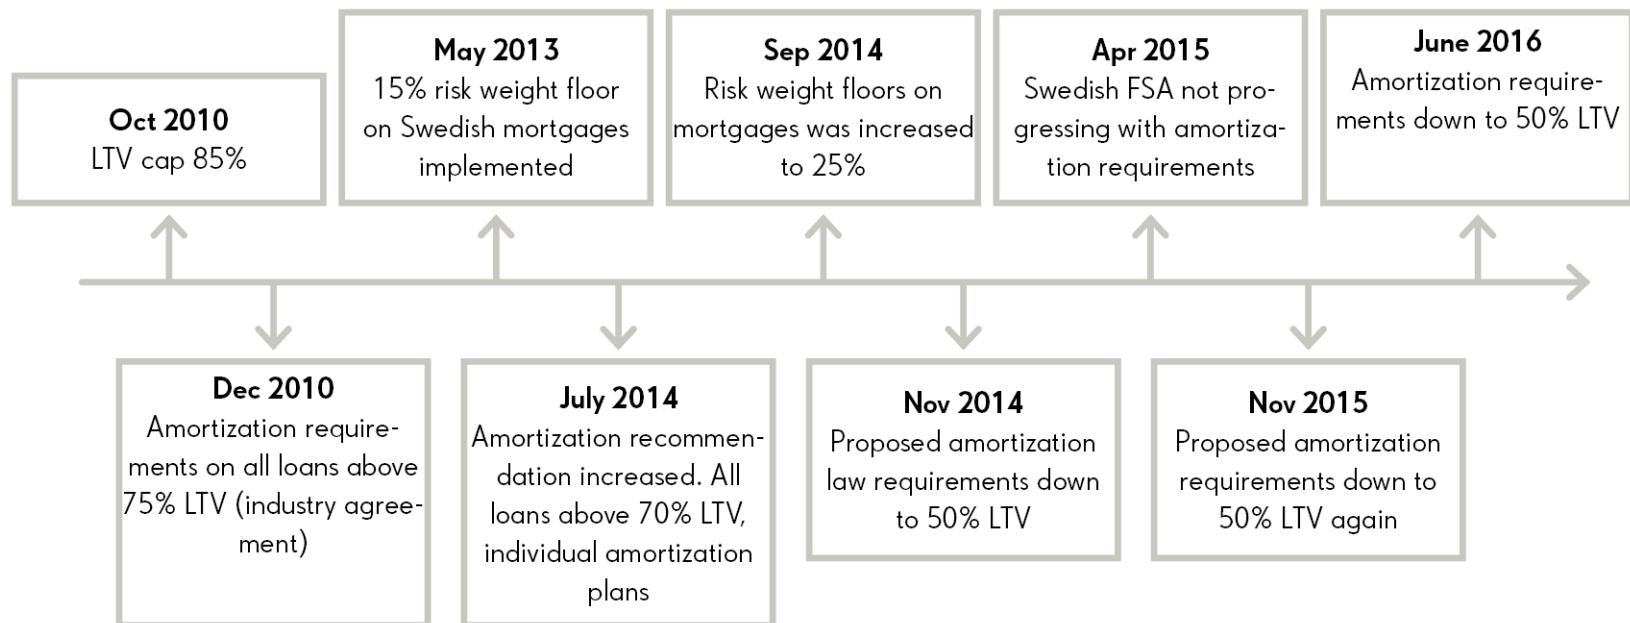 Oct 2010
LTV cap 85%
May 2013
15% risk weight floor
on Swedish mortgages
implemented
Sep 2014
Risk weight floors on
mortgages was increased
to 25%
Apr 2015
Swedish FSA not pro-
gressing with amortiza-
tion requirements
June 2016
Amortization require-
ments down to 50% LTV
Dec 2010
Amortization require-
ments on all loans above
75% LTV (industry agree-
ment)
July 2014
Amortization recommen-
dation increased. All
loans above 70% LTV,
individual amortization
plans
Nov 2014
Proposed amortization
law requirements down
to 50% LTV
Nov 2015
Proposed amortization
requirements down to
50% LTV again